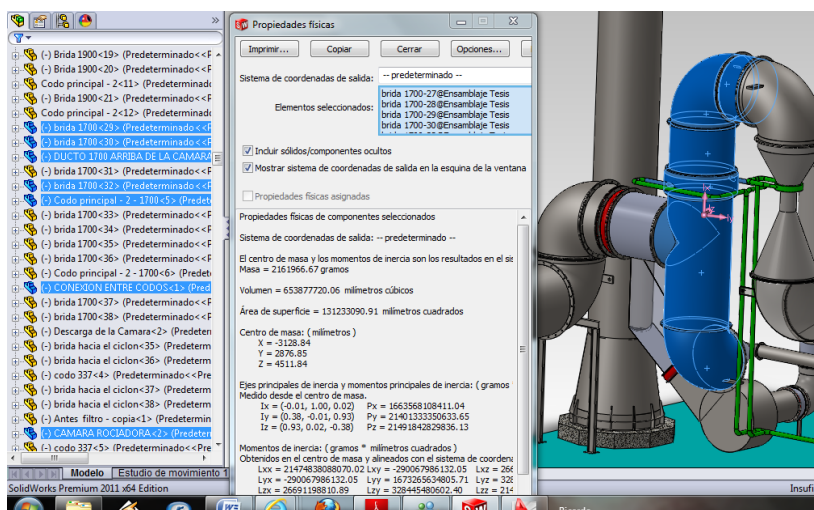 (-) Brida 1900<19> (Predeterminado<<P
(-) Brida 1900<20> (Predeterminado<<P
Codo principal - 2<11> (Predeterminado
(-) Brida 1900<21> (Predeterminado<<P
Codo principal - 2<12> (Predeterminado
(-) brida 1700<29> (Predeterminado<<P
(-) brida 1700<30> (Predeterminado<<P
(-) DUCTO 1700 ARRIBA DE LA CAMARA
(-) brida 1700<31> (Predeterminado<<P
(-) brida 1700<32> (Predeterminado<<P
(-) Codo principal - 2 - 1700<5> (Predet
(-) brida 1700<33> (Predeterminado<<P
(-) brida 1700<34> (Predeterminado<<P
(-) brida 1700<35> (Predeterminado<<P
(-) brida 1700<36> (Predeterminado<<P
(-) Codo principal - 2 - 1700<6> (Predet
(-) CONEXION ENTRE CODOS<1> (Pred
(-) brida 1700<37> (Predeterminado<<P
(-) brida 1700<38> (Predeterminado<<P
(-) Descarga de la Camara<2> (Predeter
(-) brida hacia el ciclon<35> (Predeterm
(-) brida hacia el ciclon<36> (Predeterm
(-) codo 337<4> (Predeterminado<<Pre
(-) brida hacia el ciclon<37> (Predeterm
(-) brida hacia el ciclon<38> (Predeterm
(-) Antes filtro - copia<1> (Predetermin
(-) CAMARA ROCIADORA<2> (Predeter
(-) codo 337<5> (Predeterminado<<Pre
Modelo Estudio de movimiento 1
SolidWorks Premium 2011 x64 Edition
Propiedades físicas
Imprimir... Copiar Cerrar Opciones...
Sistema de coordenadas de salida: -- predeterminado --
Elementos seleccionados:
brida 1700-27@Ensamblaje Tesis
brida 1700-28@Ensamblaje Tesis
brida 1700-29@Ensamblaje Tesis
brida 1700-30@Ensamblaje Tesis
Incluir sólidos/componentes ocultos
Mostrar sistema de coordenadas de salida en la esquina de la ventana
Propiedades físicas asignadas
Propiedades físicas de componentes seleccionados
Sistema de coordenadas de salida: -- predeterminado --
El centro de masa y los momentos de inercia son los resultados en el sis
Masa = 2161966.67 gramos
Volumen = 653877720.06 milímetros cúbicos
Área de superficie = 131233090.91 milímetros cuadrados
Centro de masa: ( milímetros )
X = -3128.84
Y = 2876.85
Z = 4511.84
Ejes principales de inercia y momentos principales de inercia: ( gramos
Medido desde el centro de masa.
Ix = (-0.01, 1.00, 0.02) Px = 1663568108411.04
Iy = (0.38, -0.01, 0.93) Py = 21401333350633.65
Iz = (0.93, 0.02, -0.38) Pz = 21491842829836.13
Momentos de inercia: ( gramos * milímetros cuadrados )
Obtenidos en el centro de masa y alineados con el sistema de coordena
Lxx = 21474838088070.02 Lxy = -290067986132.05 Lxz = 266
Lyx = -290067986132.05 Lyy = 1673265634805.71 Lyz = 328
Lzx = 26691198810.89 Lzy = 328445480602.40 Lzz = 214
Insufi
Ricardo